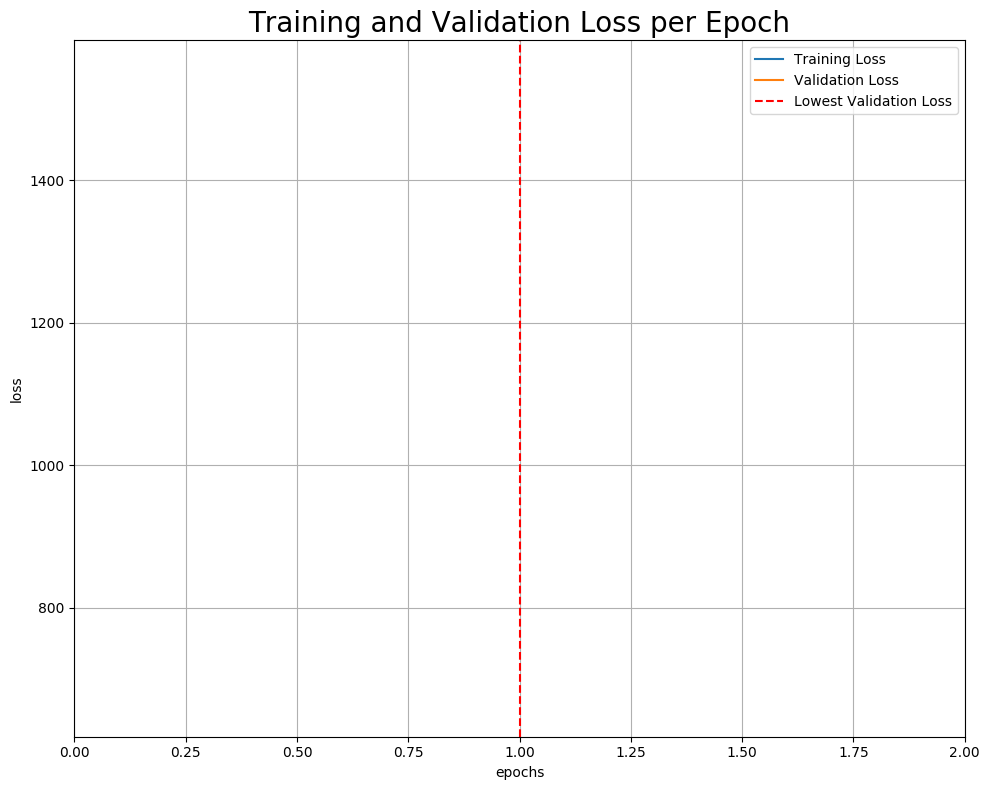 Training and Validation Loss per Epoch
Training Loss
Validation Loss
Lowest Validation Loss
loss
1400
1200
1000
800
0.00 0.25 0.50 0.75 1.00 1.25 1.50 1.75 2.00
epochs